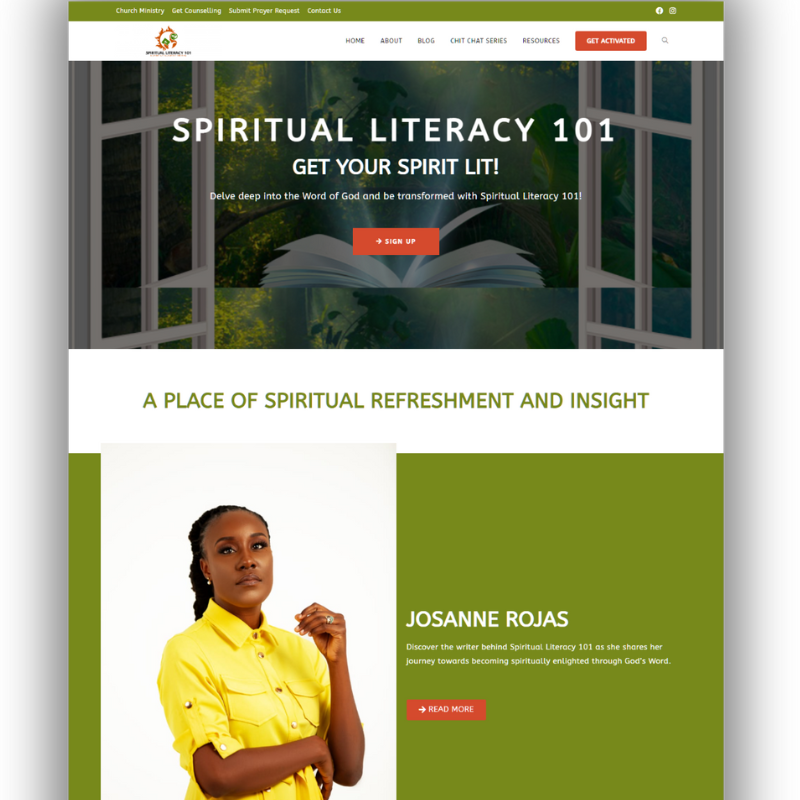 Church Ministry Get Counselling Submit Prayer Request Contact Us
SPIRITUAL LITERACY 101
HOME ABOUT BLOG CHIT CHAT SERIES RESOURCES GET ACTIVATED
SPIRITUAL LITERACY 101
GET YOUR SPIRIT LIT!
Delve deep into the Word of God and be transformed with Spiritual Literacy 101!
SIGN UP
A PLACE OF SPIRITUAL REFRESHMENT AND INSIGHT
JOSANNE ROJAS
Discover the writer behind Spiritual Literacy 101 as she shares her
journey towards becoming spiritually enlighted through God's Word.
READ MORE